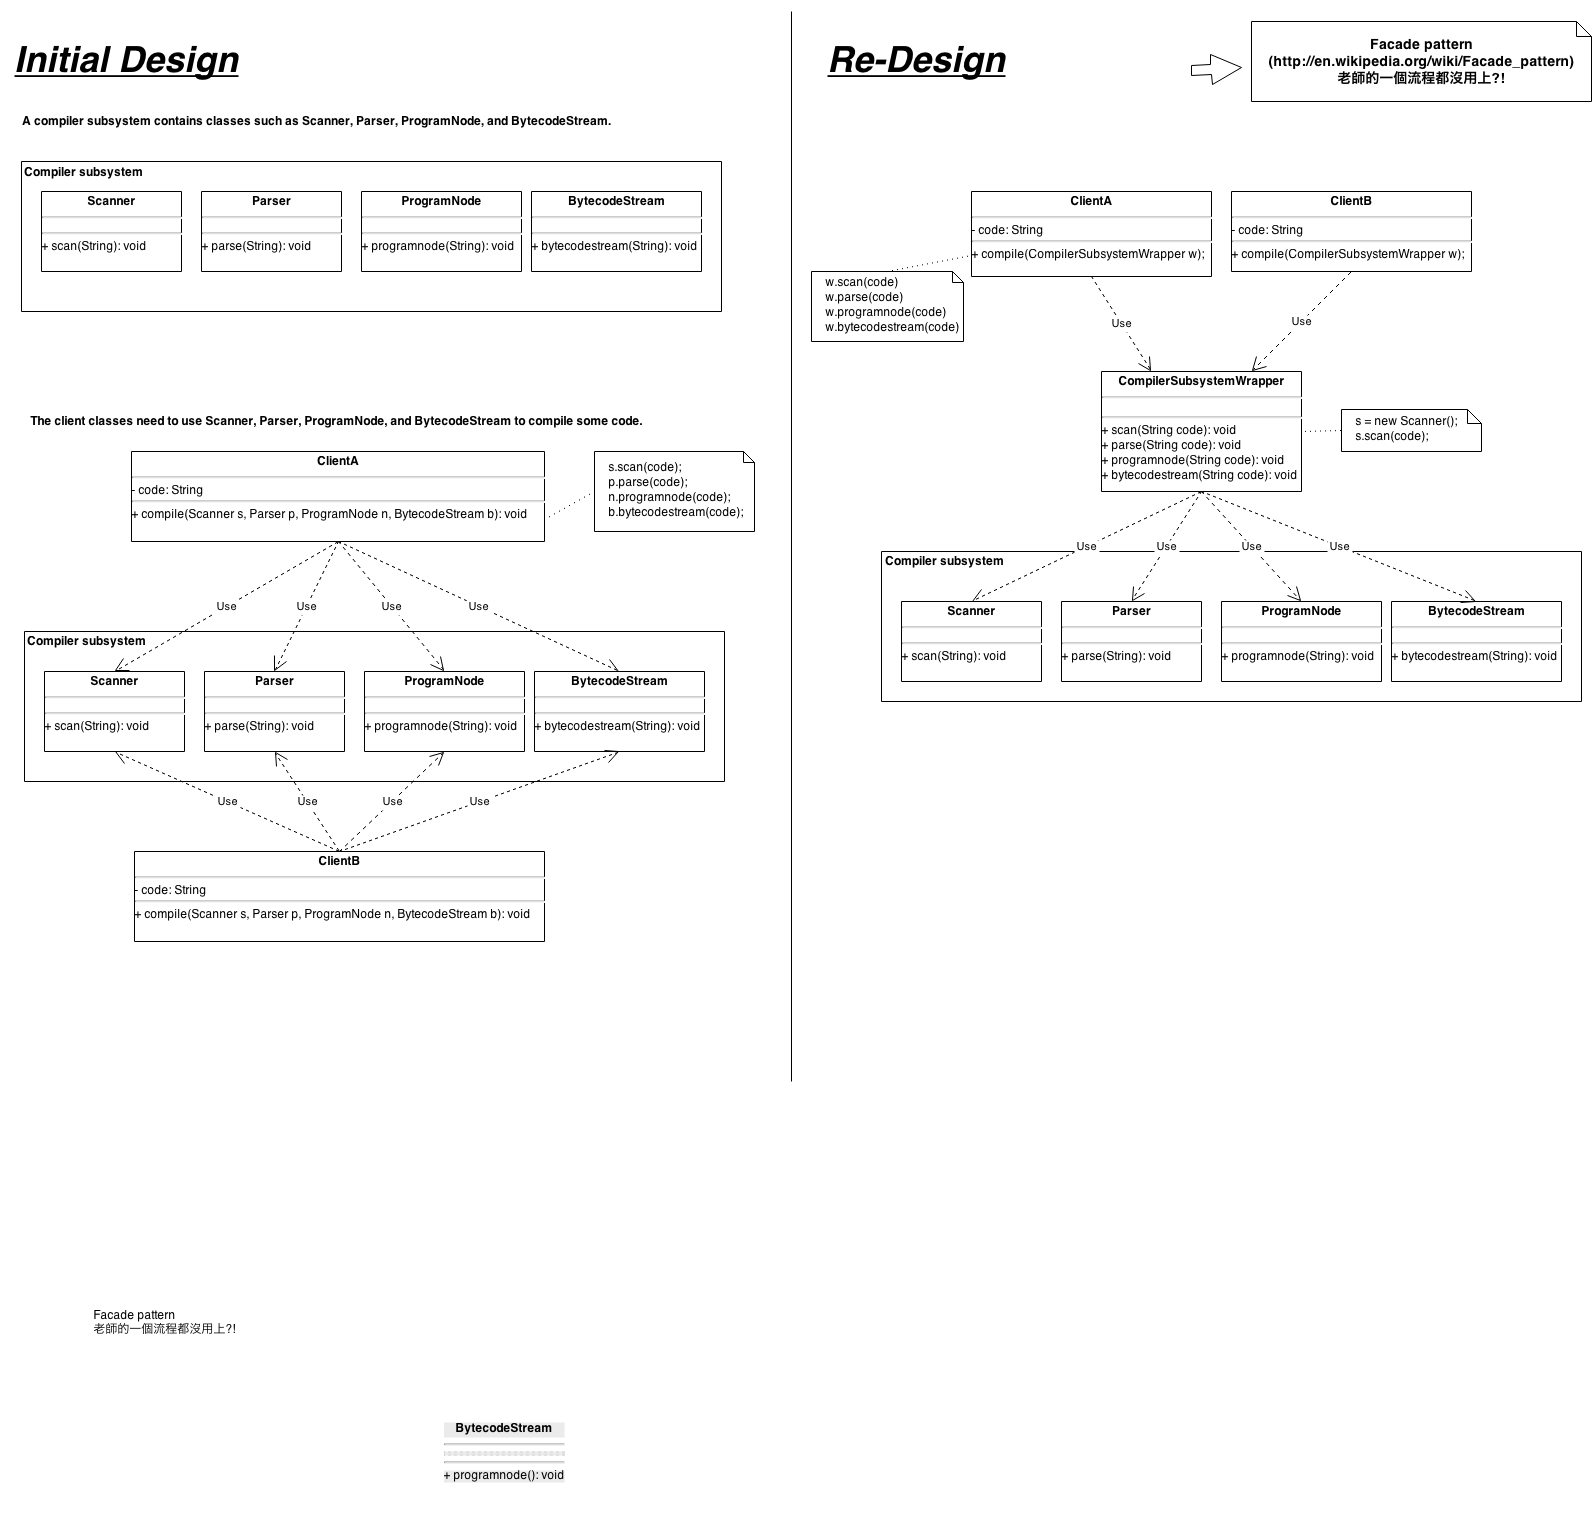 Initial Design
A compiler subsystem contains classes such as Scanner, Parser, ProgramNode, and BytecodeStream.
Compiler subsystem
Scanner
+ scan(String): void
Parser
+ parse(String): void
ProgramNode
+ programnode(String): void
BytecodeStream
+ bytecodestream(String): void
The client classes need to use Scanner, Parser, ProgramNode, and BytecodeStream to compile some code.
ClientA
- code: String
+ compile(Scanner s, Parser p, ProgramNode n, BytecodeStream b): void
s.scan(code);
p.parse(code);
n.programnode(code);
b.bytecodestream(code);
Use
Use
Use
Use
Compiler subsystem
Scanner
+ scan(String): void
Parser
+ parse(String): void
ProgramNode
+ programnode(String): void
BytecodeStream
+ bytecodestream(String): void
Use
Use
Use
Use
ClientB
- code: String
+ compile(Scanner s, Parser p, ProgramNode n, BytecodeStream b): void
Re-Design
Facade pattern
(http://en.wikipedia.org/wiki/Facade_pattern)
老師的一個流程都沒用上?!
ClientA
- code: String
+ compile(CompilerSubsystemWrapper w);
ClientB
- code: String
+ compile(CompilerSubsystemWrapper w);
w.scan(code)
w.parse(code)
w.programnode(code)
w.bytecodestream(code)
Use
Use
CompilerSubsystemWrapper
+ scan(String code): void
+ parse(String code): void
+ programnode(String code): void
+ bytecodestream(String code): void
s = new Scanner();
s.scan(code);
Use
Use
Use
Use
Compiler subsystem
Scanner
+ scan(String): void
Parser
+ parse(String): void
ProgramNode
+ programnode(String): void
BytecodeStream
+ bytecodestream(String): void
Facade pattern
老師的一個流程都沒用上?!
BytecodeStream
+ programnode(): void